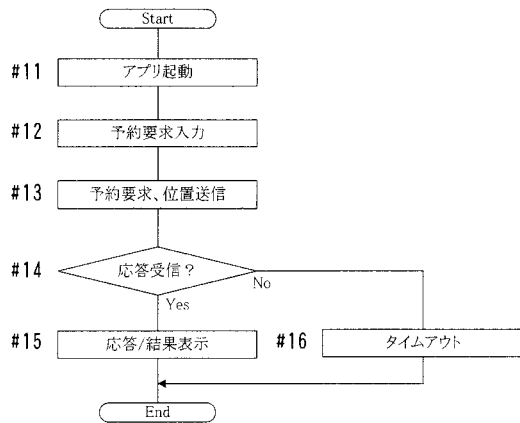 Start
#11 アプリ起動
#12 予約要求入力
#13 予約要求、位置送信
#14 応答受信？
No
Yes
#15 応答/結果表示
#16 タイムアウト
End